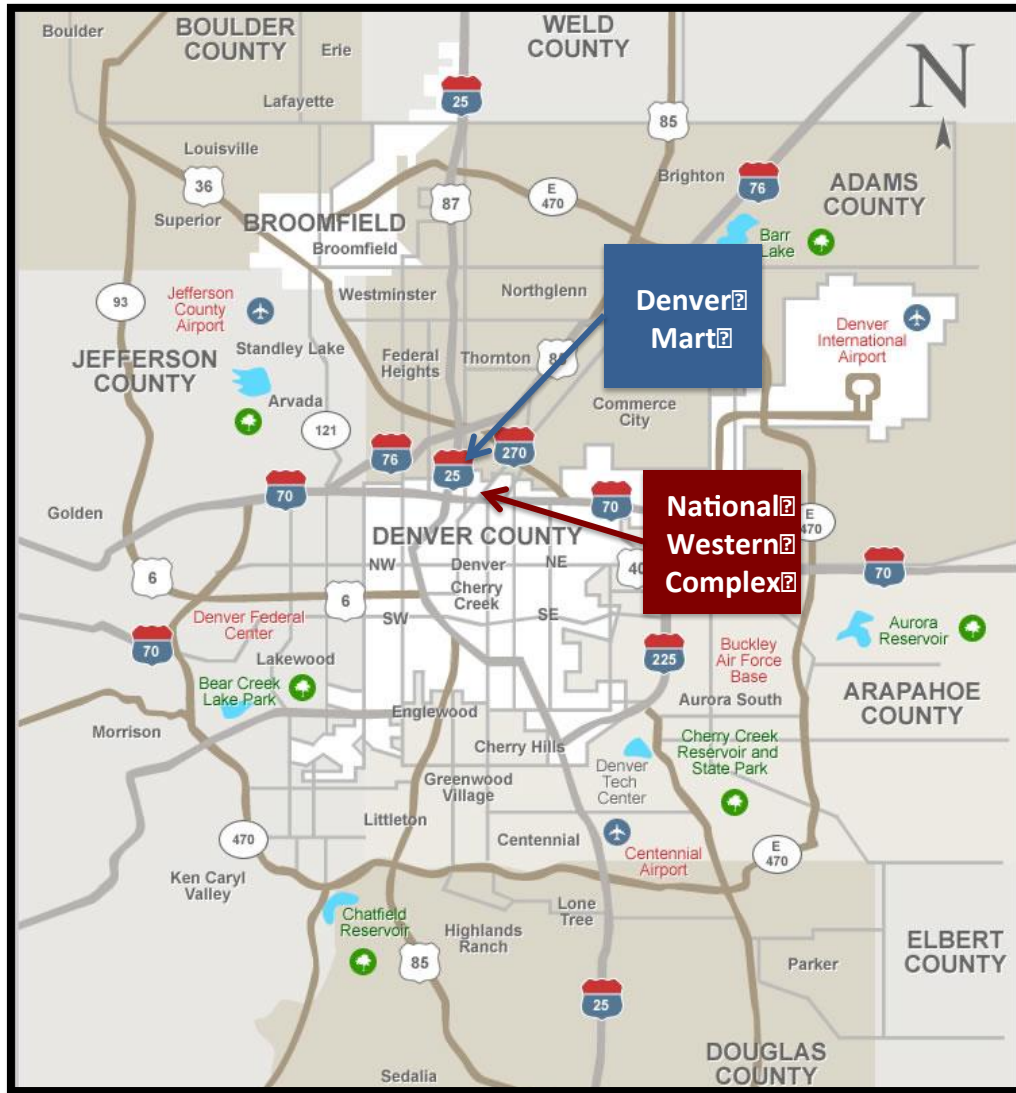 BOULDER
COUNTY
WELD
COUNTY
Boulder
Erie
N
25
Lafayette
85
Louisville
36
Brighton
76
ADAMS
COUNTY
E
470
87
Superior
BROOMFIELD
Broomfield
Barr
Lake
93
Jefferson
County
Airport
Westminster
Northglenn
Denver
Mart
Denver
International
Airport
Standley Lake
JEFFERSON
COUNTY
Federal
Heights
Thornton
Arvada
Commerce
City
121
76
25
270
70
70
Golden
National
Western
Complex
E
470
DENVER COUNTY
NW
Denver
NE
40
70
6
6
Cherry
Creek
SW
SE
Denver Federal
Center
70
Lakewood
225
Buckley
Air Force
Base
Aurora
Reservoir
Bear Creek
Lake Park
Aurora South
ARAPAHOE
COUNTY
Englewood
Morrison
Cherry Hills
Cherry Creek
Reservoir and
State Park
Denver
Tech
Center
Greenwood
Village
Littleton
470
Centennial
Centennial
Airport
E
470
Ken Caryl
Valley
Chatfield
Reservoir
Lone
Tree
Highlands
Ranch
85
ELBERT
COUNTY
Parker
25
DOUGLAS
COUNTY
Sedalia